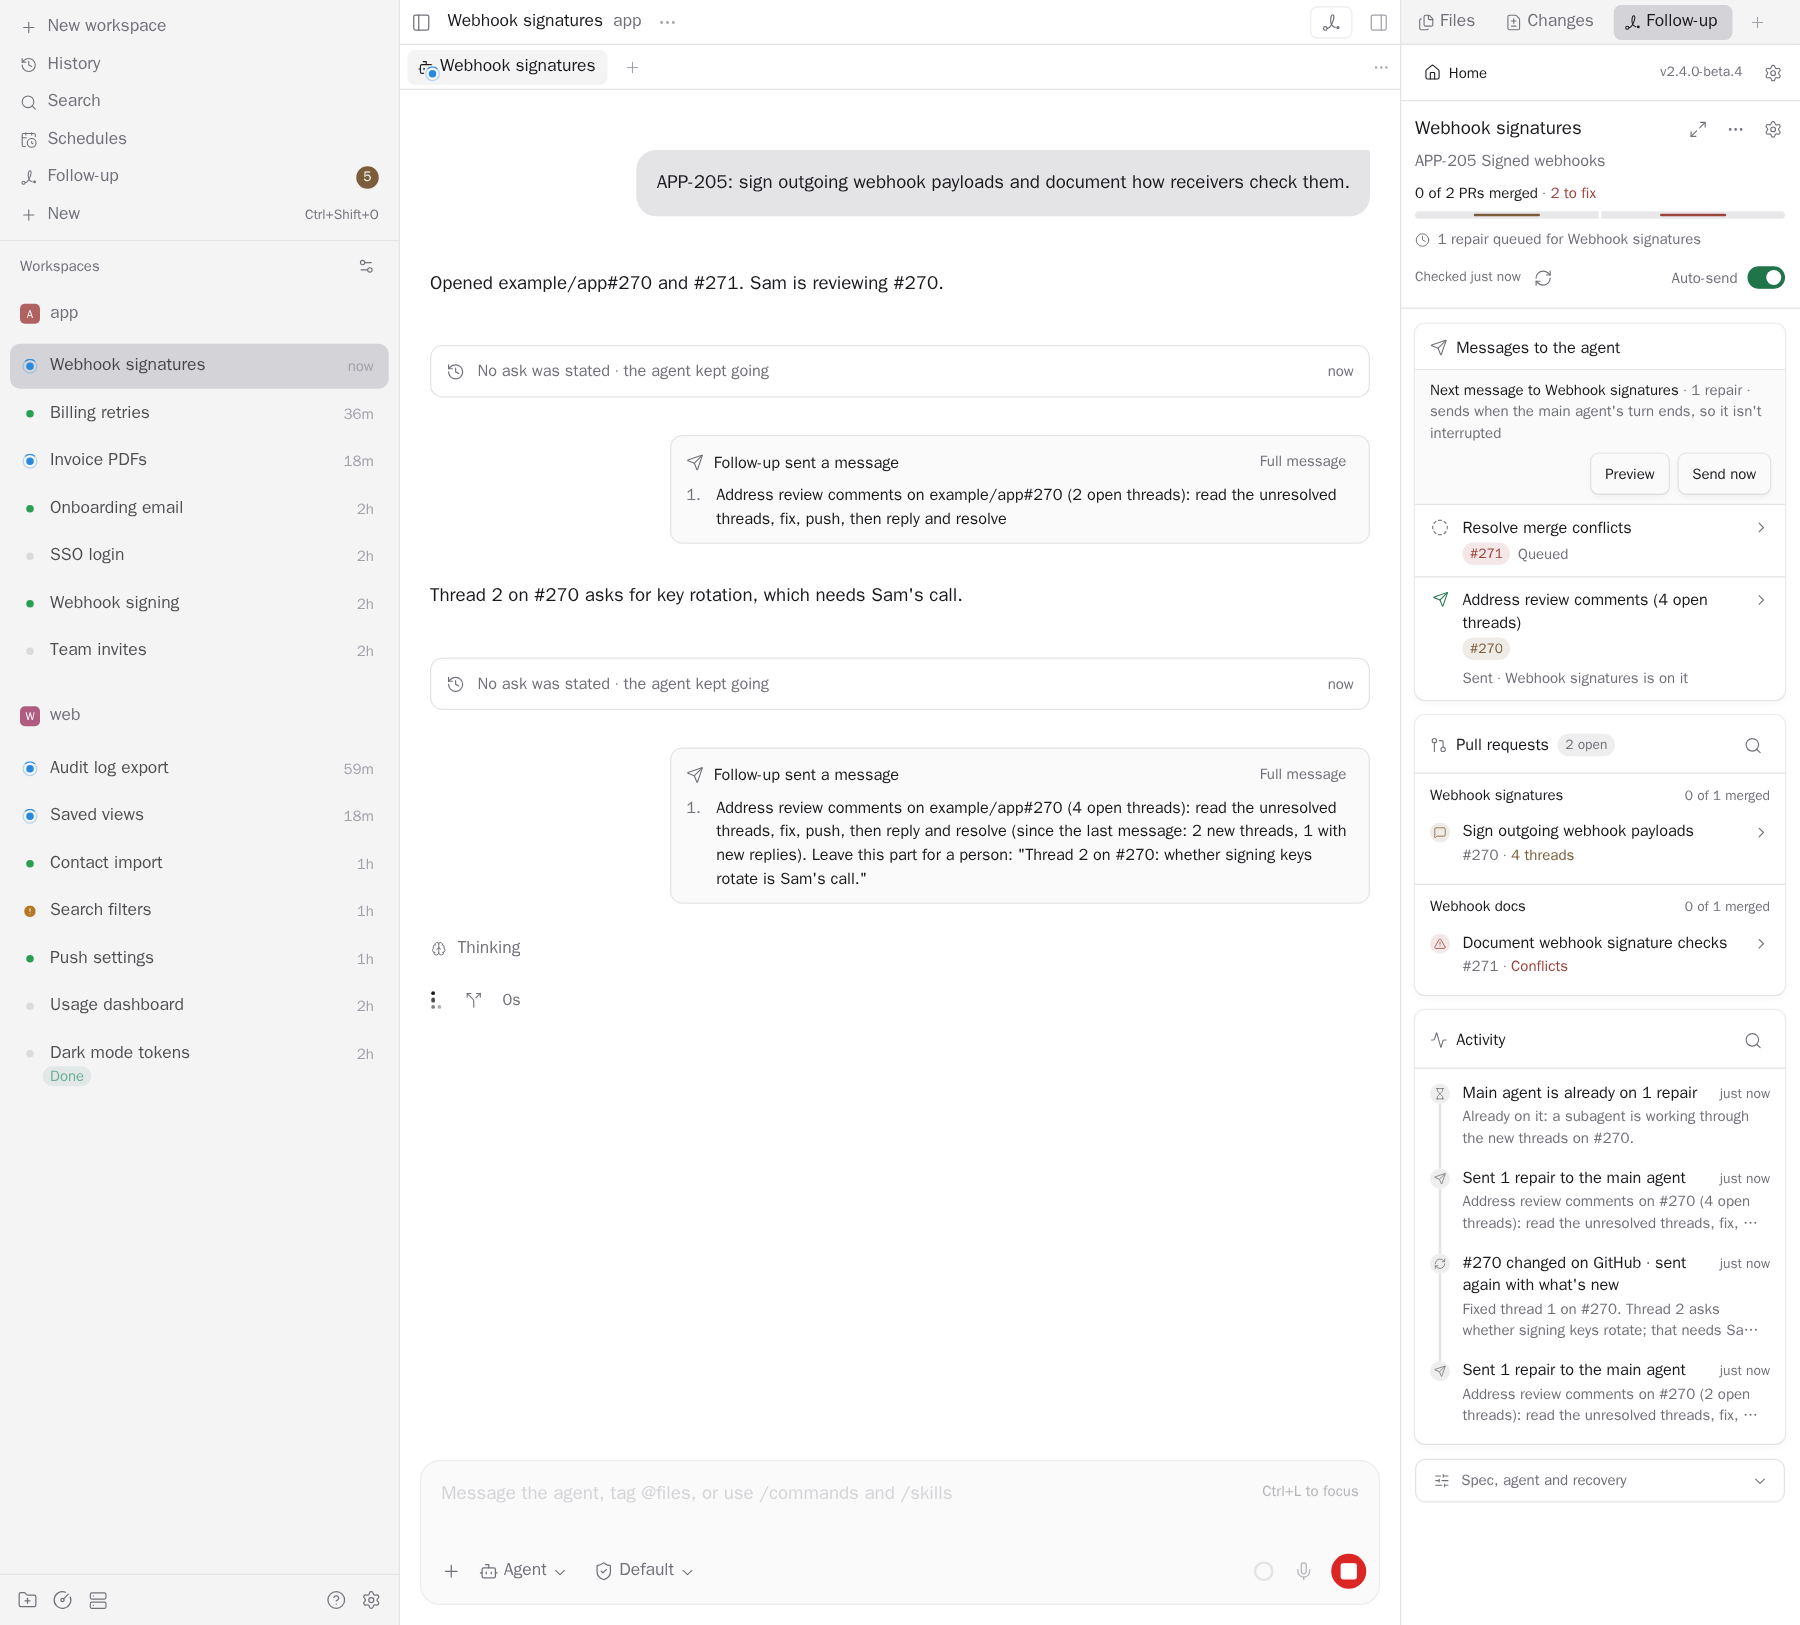 New workspace
History
Search
Schedules
Follow-up 5
New Ctrl+Shift+O
Workspaces
A app
Webhook signatures now
Billing retries 36m
Invoice PDFs 18m
Onboarding email 2h
SSO login 2h
Webhook signing 2h
Team invites 2h
W web
Audit log export 59m
Saved views 18m
Contact import 1h
Search filters 1h
Push settings 1h
Usage dashboard 2h
Dark mode tokens 2h
Done
Webhook signatures app
Webhook signatures
APP-205: sign outgoing webhook payloads and document how receivers check them.
Opened example/app#270 and #271. Sam is reviewing #270.
No ask was stated · the agent kept going now
Follow-up sent a message Full message
1. Address review comments on example/app#270 (2 open threads): read the unresolved
threads, fix, push, then reply and resolve
Thread 2 on #270 asks for key rotation, which needs Sam's call.
No ask was stated · the agent kept going now
Follow-up sent a message Full message
1. Address review comments on example/app#270 (4 open threads): read the unresolved
threads, fix, push, then reply and resolve (since the last message: 2 new threads, 1 with
new replies). Leave this part for a person: "Thread 2 on #270: whether signing keys
rotate is Sam's call."
Thinking
0s
Message the agent, tag @files, or use /commands and /skills Ctrl+L to focus
Agent Default
Files Changes Follow-up
Home v2.4.0-beta.4
Webhook signatures
APP-205 Signed webhooks
0 of 2 PRs merged · 2 to fix
1 repair queued for Webhook signatures
Checked just now Auto-send
Messages to the agent
Next message to Webhook signatures · 1 repair ·
sends when the main agent's turn ends, so it isn't
interrupted
Preview Send now
Resolve merge conflicts
#271 Queued
Address review comments (4 open
threads)
#270
Sent · Webhook signatures is on it
Pull requests 2 open
Webhook signatures 0 of 1 merged
Sign outgoing webhook payloads
#270 · 4 threads
Webhook docs 0 of 1 merged
Document webhook signature checks
#271 · Conflicts
Activity
Main agent is already on 1 repair just now
Already on it: a subagent is working through
the new threads on #270.
Sent 1 repair to the main agent just now
Address review comments on #270 (4 open
threads): read the unresolved threads, fix, ···
#270 changed on GitHub · sent just now
again with what's new
Fixed thread 1 on #270. Thread 2 asks
whether signing keys rotate; that needs Sa···
Sent 1 repair to the main agent just now
Address review comments on #270 (2 open
threads): read the unresolved threads, fix, ···
Spec, agent and recovery